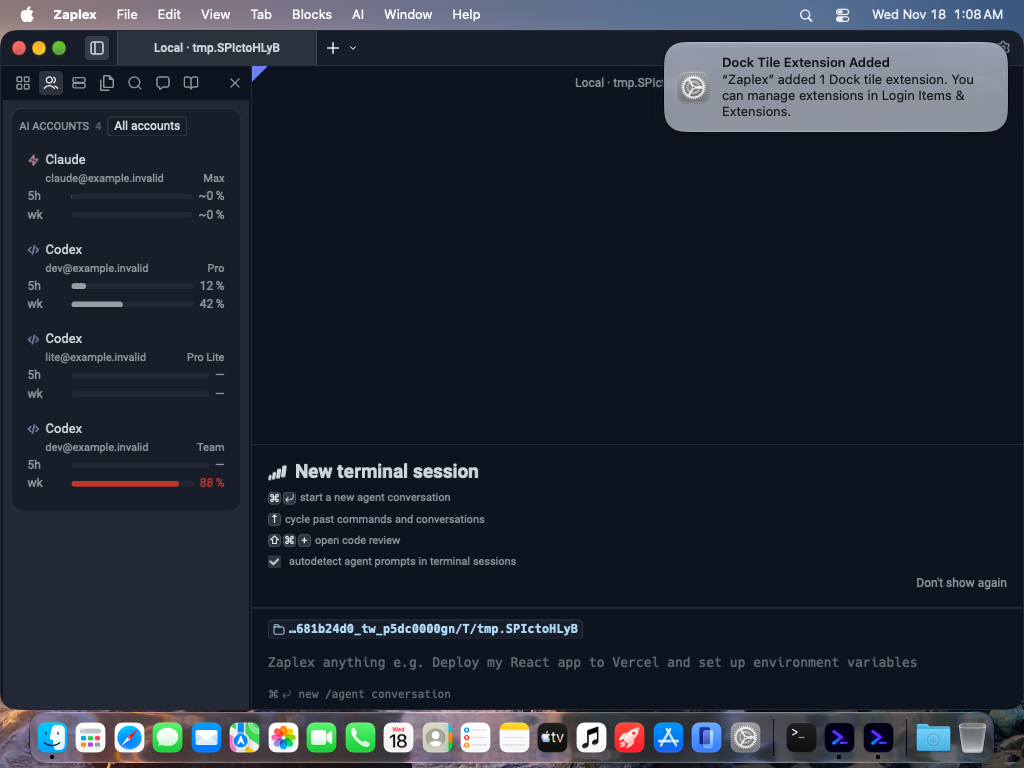 Zaplex File Edit View Tab Blocks AI Window Help Wed Nov 18 1:08 AM
Local · tmp.SPIctoHLyB
Local · tmp.SPIc
Dock Tile Extension Added
“Zaplex” added 1 Dock tile extension. You
can manage extensions in Login Items &
Extensions.
AI ACCOUNTS 4 All accounts
Claude
claude@example.invalid Max
5h ~0 %
wk ~0 %
Codex
dev@example.invalid Pro
5h 12 %
wk 42 %
Codex
lite@example.invalid Pro Lite
5h —
wk —
Codex
dev@example.invalid Team
5h —
wk 88 %
New terminal session
⌘ ↵ start a new agent conversation
↑ cycle past commands and conversations
⇧ ⌘ + open code review
autodetect agent prompts in terminal sessions
Don't show again
…681b24d0_tw_p5dc0000gn/T/tmp.SPIctoHLyB
Zaplex anything e.g. Deploy my React app to Vercel and set up environment variables
⌘ ↵ new /agent conversation
Wed
18
tv